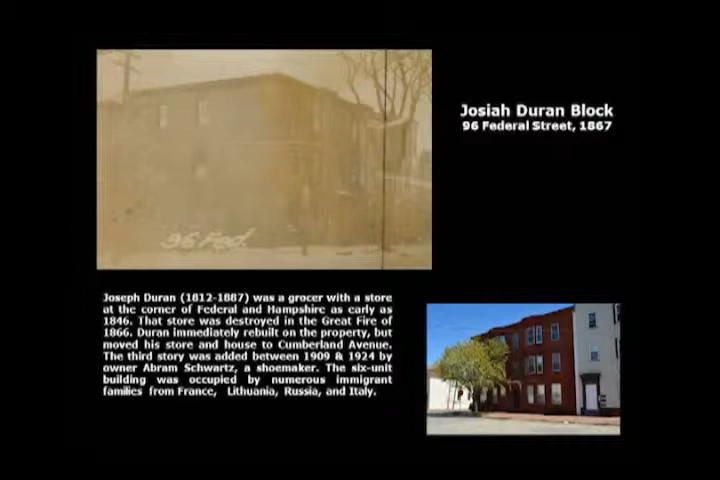 Josiah Duran Block
96 Federal Street, 1867
96 Fed.
Joseph Duran (1812-1887) was a grocer with a store
at the corner of Federal and Hampshire as early as
1846. That store was destroyed in the Great Fire of
1866. Duran immediately rebuilt on the property, but
moved his store and house to Cumberland Avenue.
The third story was added between 1909 & 1924 by
owner Abram Schwartz, a shoemaker. The six-unit
building was occupied by numerous immigrant
families from France, Lithuania, Russia, and Italy.